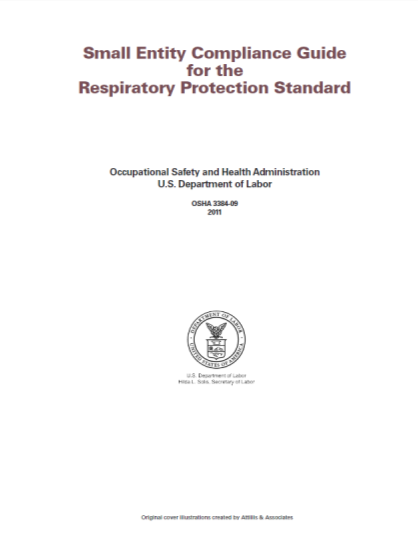 Small Entity Compliance Guide
for the
Respiratory Protection Standard
Occupational Safety and Health Administration
U.S. Department of Labor
OSHA 3384-09
2011
DEPARTMENT OF LABOR
UNITED STATES OF AMERICA
U.S. Department of Labor
Hilda L. Solis, Secretary of Labor
Original cover illustrations created by & Associates